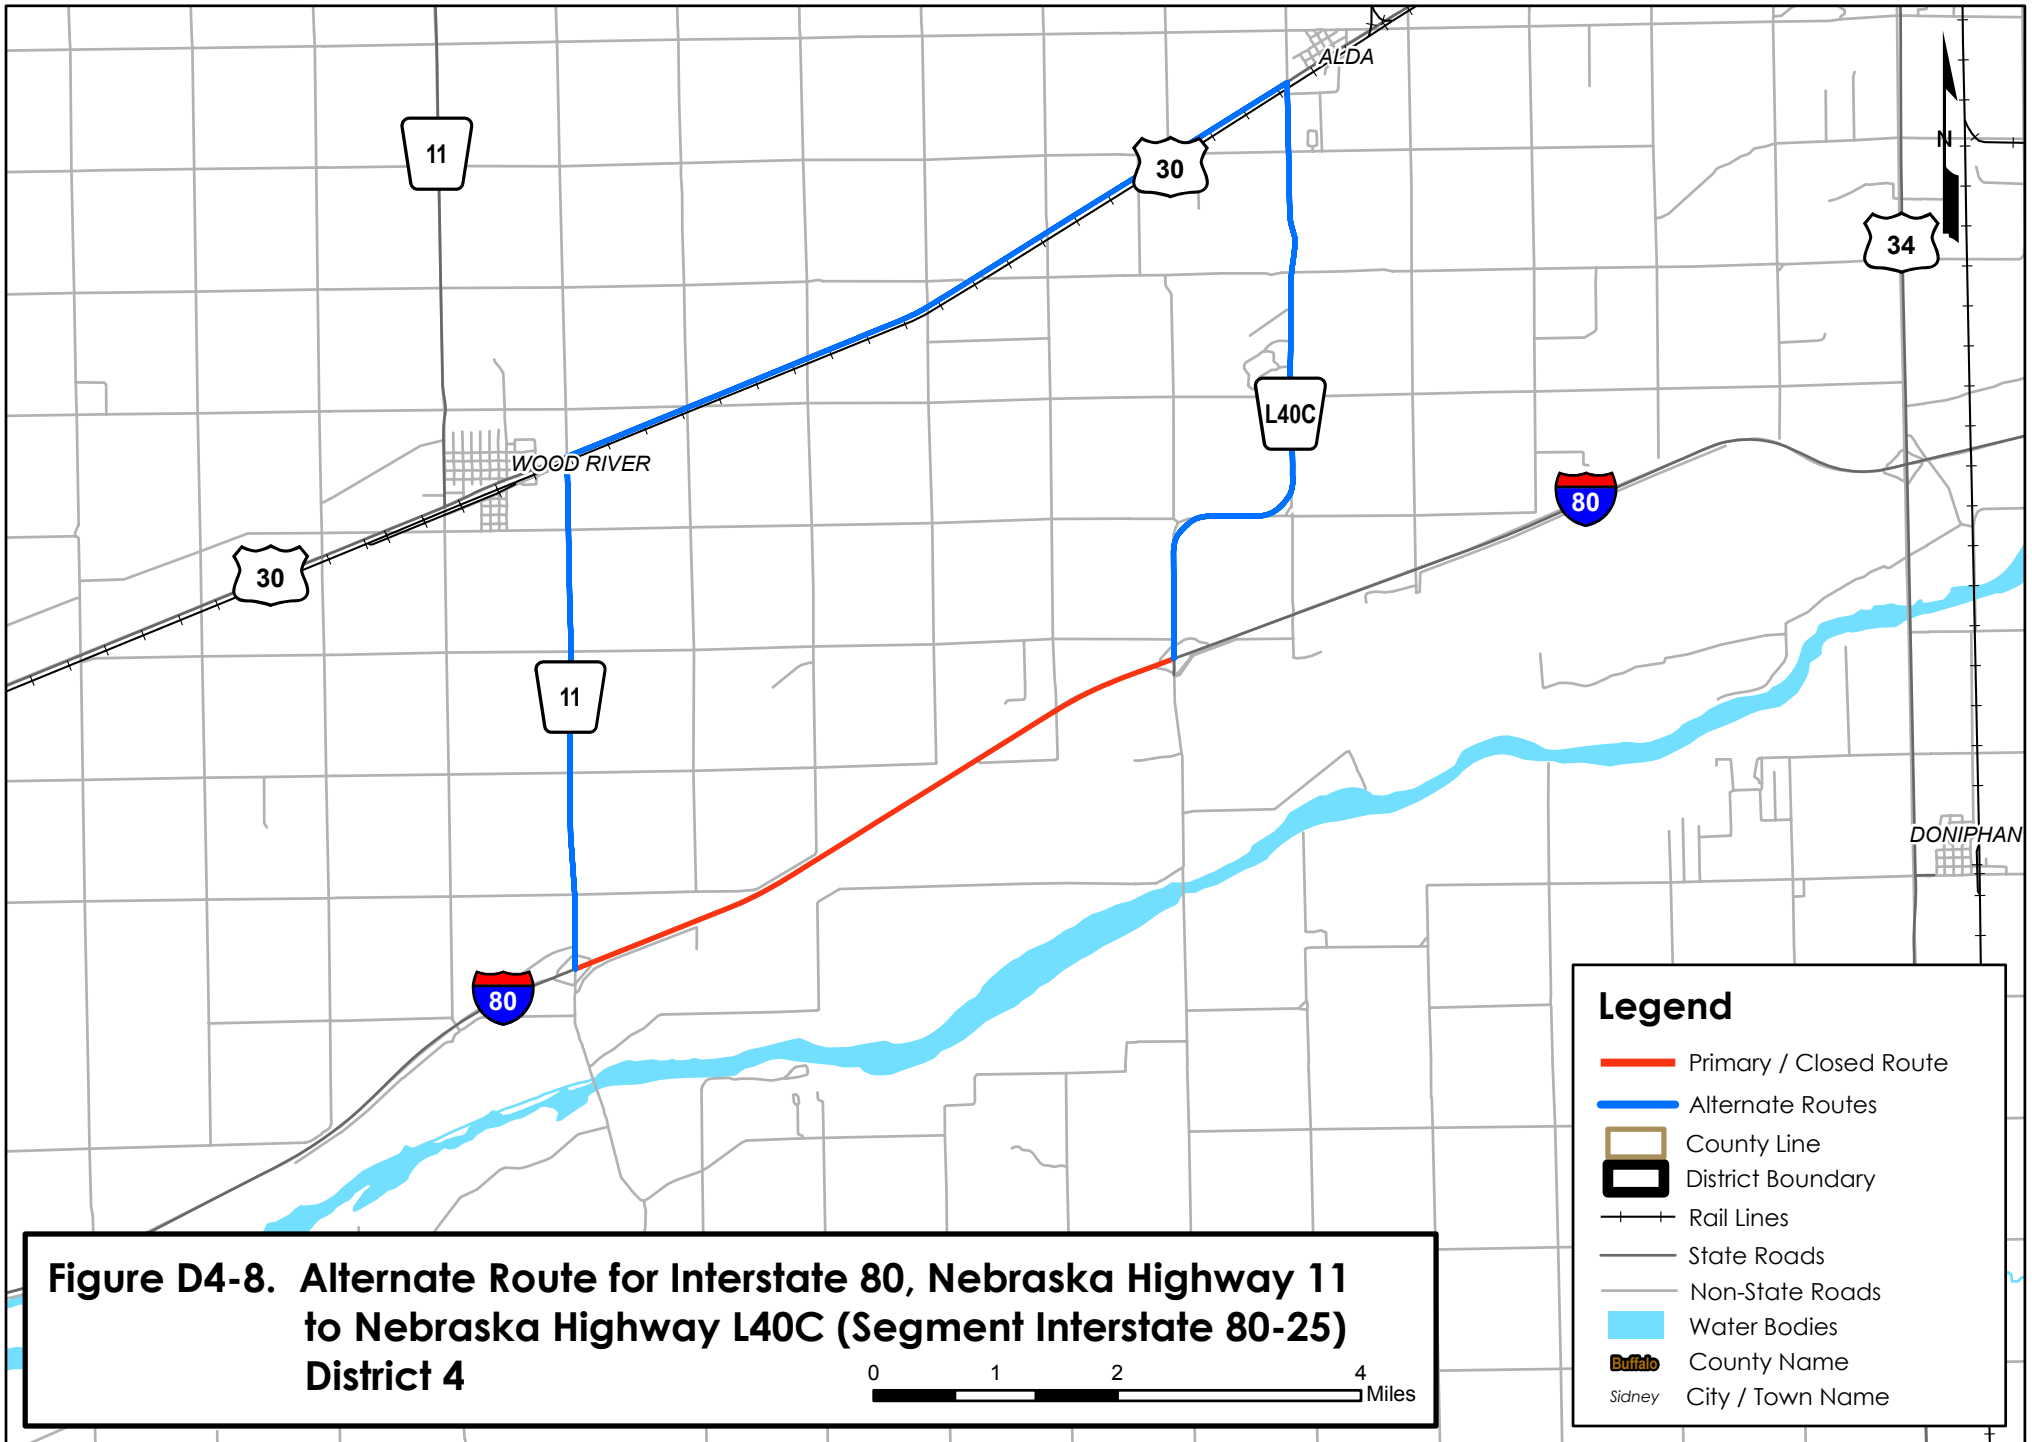 ALDA
11
30
N
34
L40C
WOOD RIVER
80
30
11
DONIPHAN
80
Legend
Primary / Closed Route
Alternate Routes
County Line
District Boundary
Rail Lines
State Roads
Non-State Roads
Water Bodies
Buffalo County Name
Sidney City / Town Name
Figure D4-8. Alternate Route for Interstate 80, Nebraska Highway 11
to Nebraska Highway L40C (Segment Interstate 80-25)
District 4
0 1 2 4
Miles